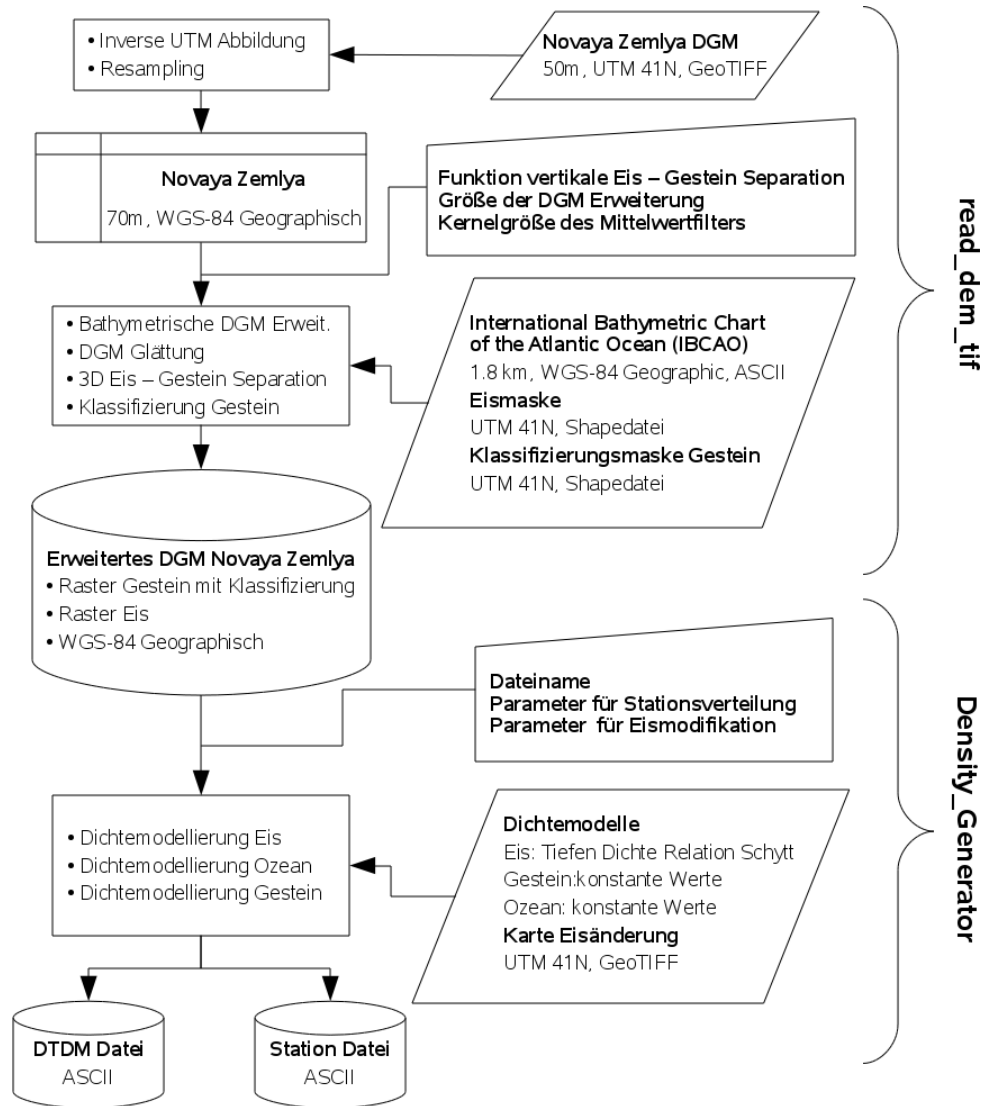 • Inverse UTM Abbildung
• Resampling
Novaya Zemlya DGM
50m, UTM 41N, GeoTIFF
Novaya Zemlya
70m, WGS-84 Geographisch
Funktion vertikale Eis – Gestein Separation
Größe der DGM Erweiterung
Kernelgröße des Mittelwertfilters
• Bathymetrische DGM Erweit.
• DGM Glättung
• 3D Eis – Gestein Separation
• Klassifizierung Gestein
International Bathymetric Chart
of the Atlantic Ocean (IBCAO)
1.8 km, WGS-84 Geographic, ASCII
Eismaske
UTM 41N, Shapedatei
Klassifizierungsmaske Gestein
UTM 41N, Shapedatei
read_dem_tif
Erweitertes DGM Novaya Zemlya
• Raster Gestein mit Klassifizierung
• Raster Eis
• WGS-84 Geographisch
Dateiname
Parameter für Stationsverteilung
Parameter für Eismodifikation
• Dichtemodellierung Eis
• Dichtemodellierung Ozean
• Dichtemodellierung Gestein
Dichtemodelle
Eis: Tiefen Dichte Relation Schytt
Gestein:konstante Werte
Ozean: konstante Werte
Karte Eisänderung
UTM 41N, GeoTIFF
Density_Generator
DTDM Datei
ASCII
Station Datei
ASCII